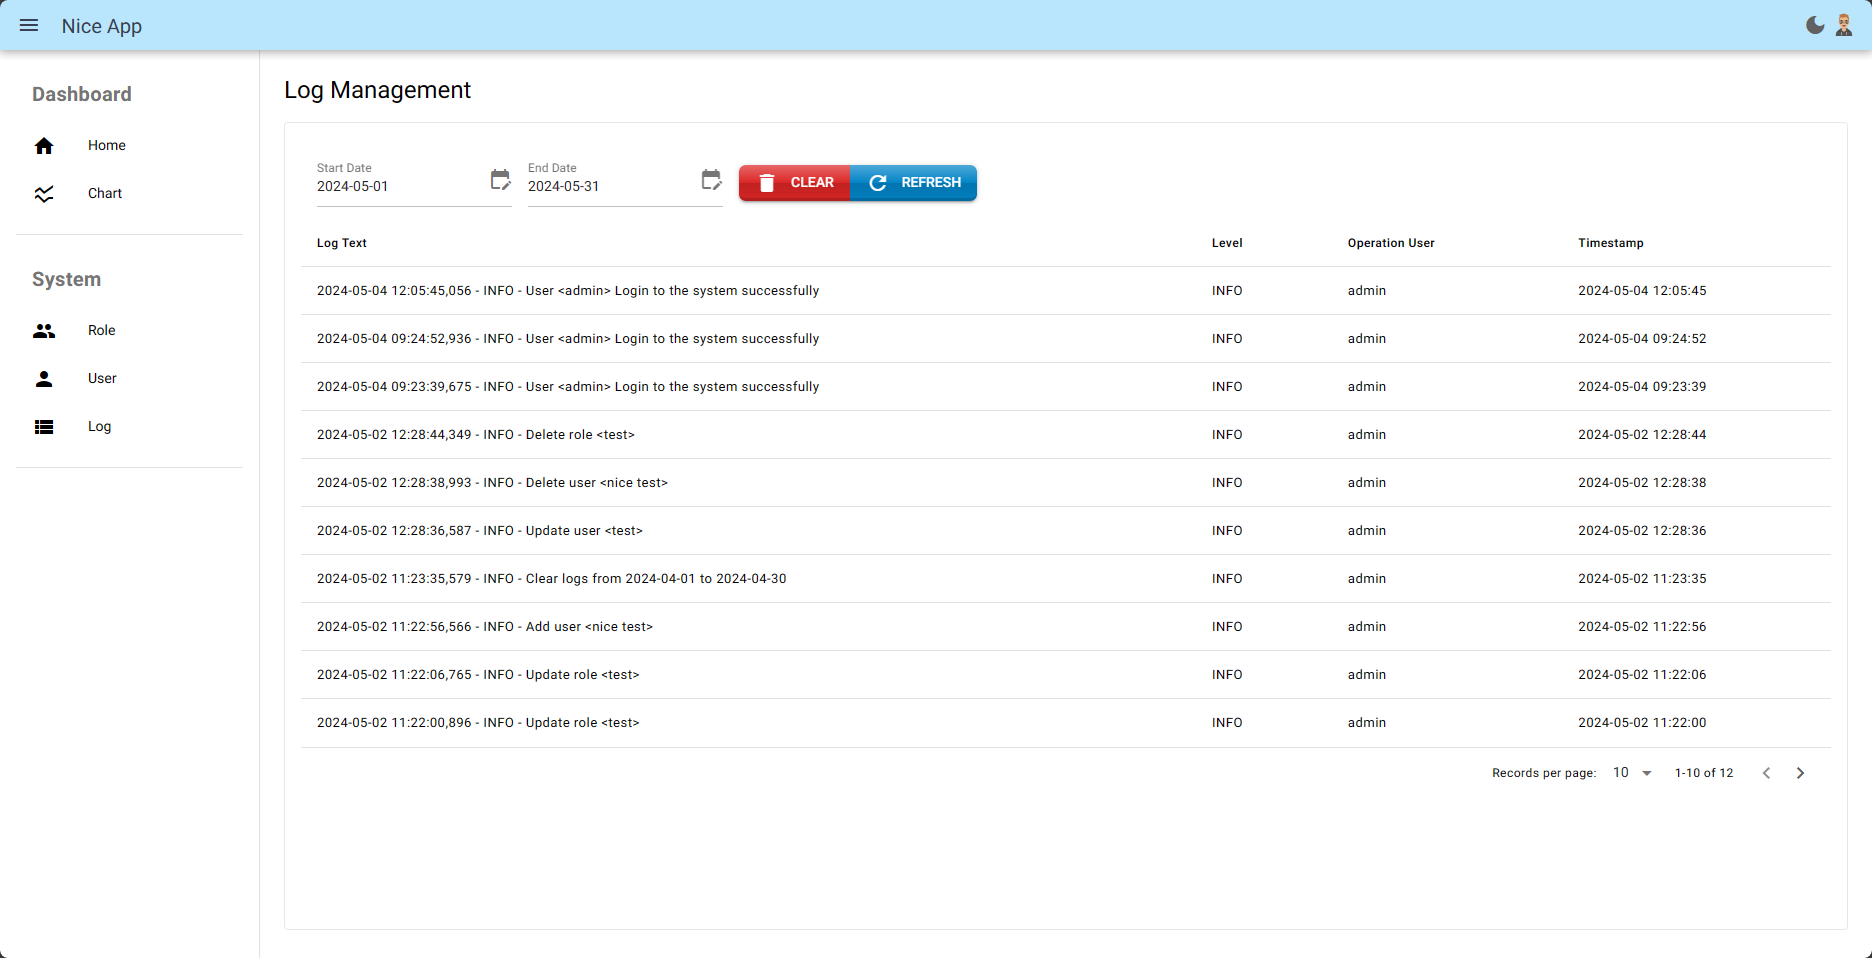 Nice App
Dashboard
Home
Chart
System
Role
User
Log
Log Management
Start Date
2024-05-01
End Date
2024-05-31
CLEAR
REFRESH
Log Text Level Operation User Timestamp
2024-05-04 12:05:45,056 - INFO - User <admin> Login to the system successfully INFO admin 2024-05-04 12:05:45
2024-05-04 09:24:52,936 - INFO - User <admin> Login to the system successfully INFO admin 2024-05-04 09:24:52
2024-05-04 09:23:39,675 - INFO - User <admin> Login to the system successfully INFO admin 2024-05-04 09:23:39
2024-05-02 12:28:44,349 - INFO - Delete role <test> INFO admin 2024-05-02 12:28:44
2024-05-02 12:28:38,993 - INFO - Delete user <nice test> INFO admin 2024-05-02 12:28:38
2024-05-02 12:28:36,587 - INFO - Update user <test> INFO admin 2024-05-02 12:28:36
2024-05-02 11:23:35,579 - INFO - Clear logs from 2024-04-01 to 2024-04-30 INFO admin 2024-05-02 11:23:35
2024-05-02 11:22:56,566 - INFO - Add user <nice test> INFO admin 2024-05-02 11:22:56
2024-05-02 11:22:06,765 - INFO - Update role <test> INFO admin 2024-05-02 11:22:06
2024-05-02 11:22:00,896 - INFO - Update role <test> INFO admin 2024-05-02 11:22:00
Records per page: 10 1-10 of 12